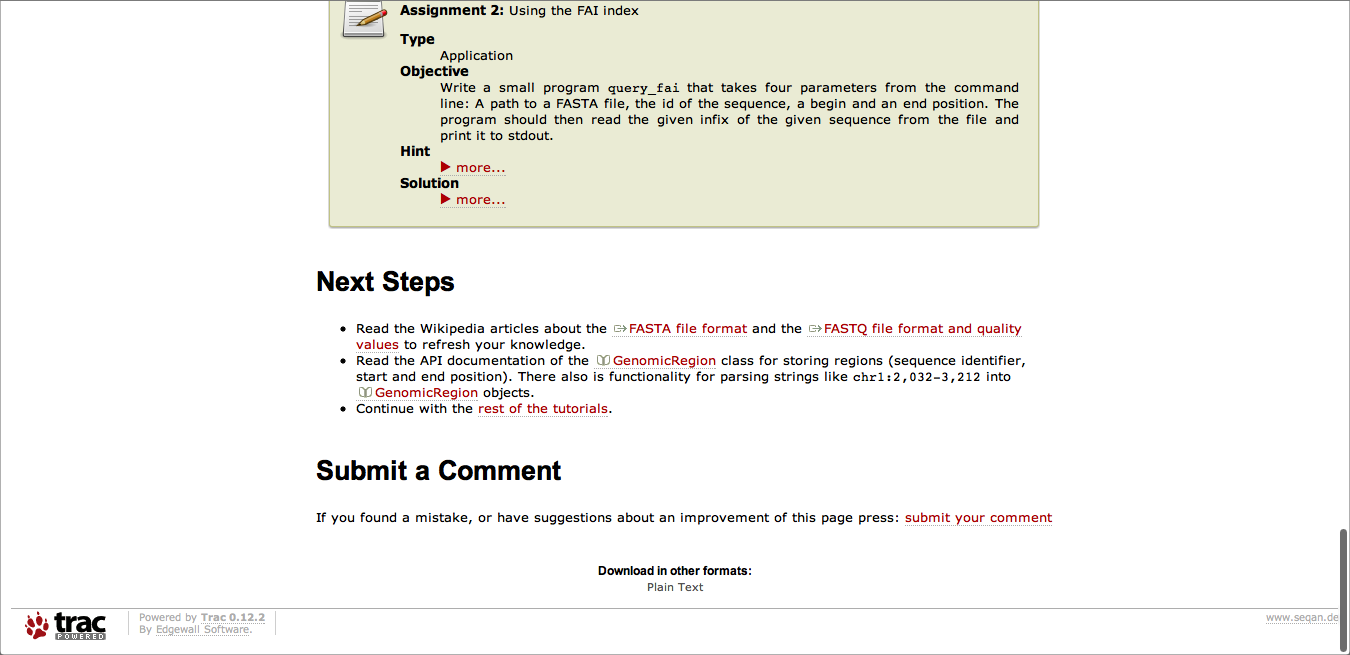 Assignment 2: Using the FAI index
Type
Application
Objective
Write a small program query_fai that takes four parameters from the command
line: A path to a FASTA file, the id of the sequence, a begin and an end position. The
program should then read the given infix of the given sequence from the file and
print it to stdout.
Hint
more...
Solution
more...
Next Steps
Read the Wikipedia articles about the FASTA file format and the FASTQ file format and quality
values to refresh your knowledge.
Read the API documentation of the GenomicRegion class for storing regions (sequence identifier,
start and end position). There also is functionality for parsing strings like chr1:2,032-3,212 into
GenomicRegion objects.
Continue with the rest of the tutorials.
Submit a Comment
If you found a mistake, or have suggestions about an improvement of this page press: submit your comment
Download in other formats:
Plain Text
trac
POWERED
Powered by Trac 0.12.2
By Edgewall Software.
www.seqan.de